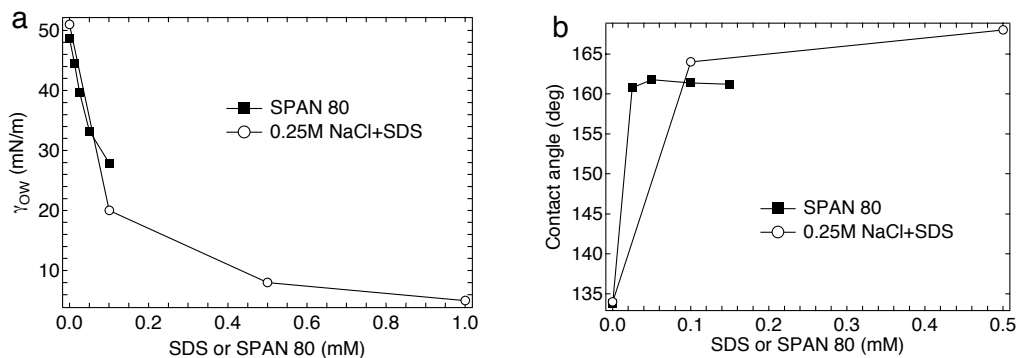 a
50
40
30
20
10
γOW (mN/m)
SPAN 80
0.25M NaCl+SDS
0.0 0.2 0.4 0.6 0.8 1.0
SDS or SPAN 80 (mM)
b
165
160
155
150
145
140
135
Contact angle (deg)
SPAN 80
0.25M NaCl+SDS
0.0 0.1 0.2 0.3 0.4 0.5
SDS or SPAN 80 (mM)